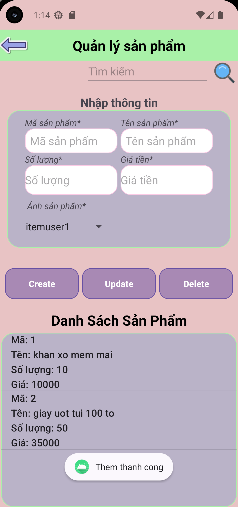 1:14
Quản lý sản phẩm
Tìm kiếm
Nhập thông tin
Mã sản phẩm* Tên sản phẩm*
Mã sản phẩm Tên sản phẩm
Số lượng* Giá tiền*
Số lượng Giá tiền
Ảnh sản phẩm*
itemuser1
Create Update Delete
Danh Sách Sản Phẩm
Mã: 1
Tên: khan xo mem mai
Số lượng: 10
Giá: 10000
Mã: 2
Tên: giay uot tui 100 to
Số lượng: 50
Giá: 35000
Them thanh cong